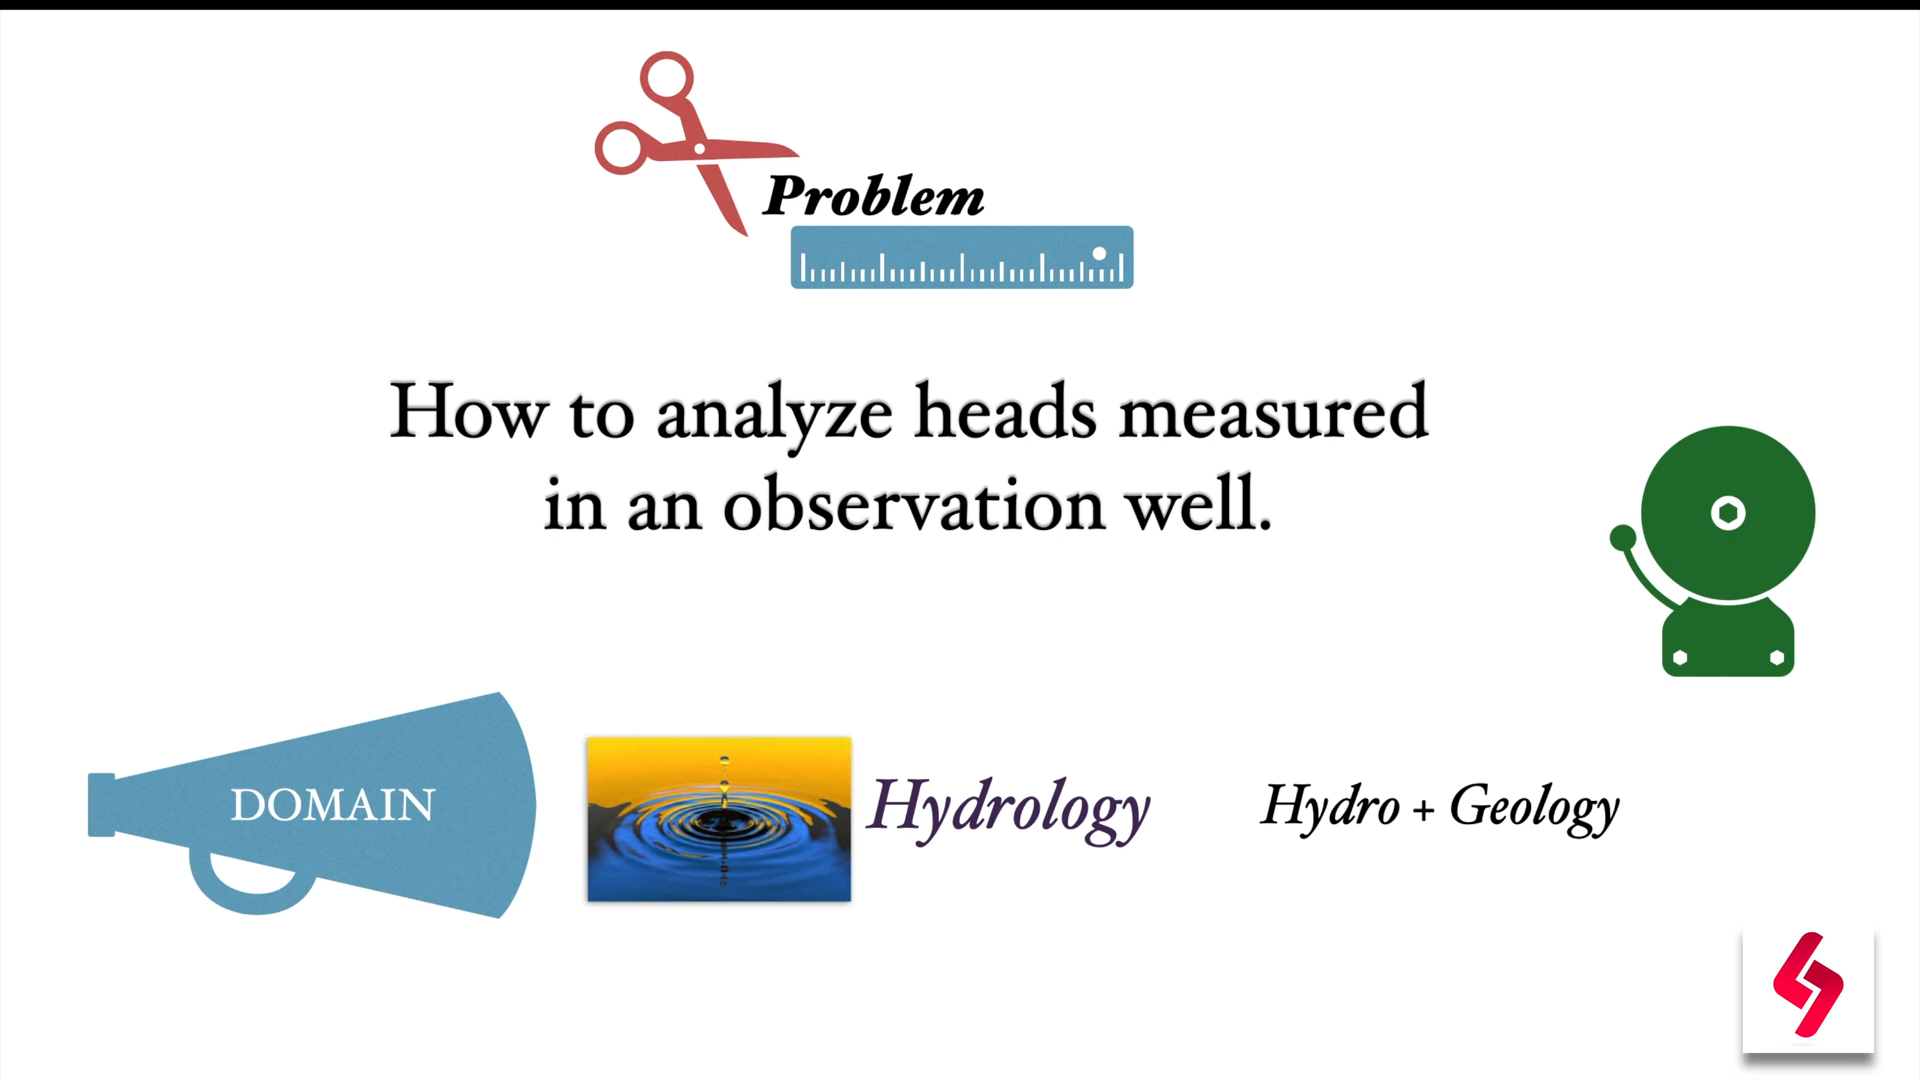 Problem
How to analyze heads measured
in an observation well.
DOMAIN
Hydrology
Hydro + Geology